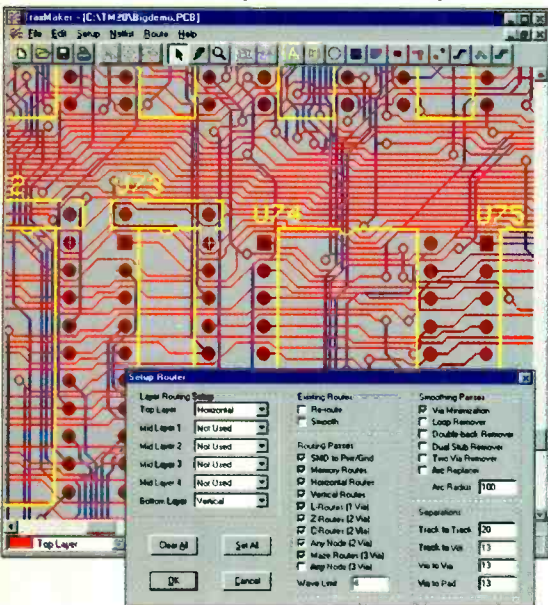 TraxMaker - [C:\TM20\Bigdemo.PCB]
File Edit Setup Netlist Route Help
2
U73
U74
U75
Setup Router
Layer Routing Setup
Top Layer Horizontal
Mid Layer 1 Not Used
Mid Layer 2 Not Used
Mid Layer 3 Not Used
Mid Layer 4 Not Used
Bottom Layer Vertical
Clear All Set All
OK Cancel
Existing Routes
Re-route
Smooth
Routing Passes
SMD to Pwr/Gnd
Memory Routes
Horizontal Routes
Vertical Routes
L-Routes (1 Via)
Z-Routes (2 Via)
C-Routes (2 Via)
Any Node (2 Via)
Maze Routes (3 Via)
Any Node (3 Via)
Wave Limit
Smoothing Passes
Via Minimization
Loop Remover
Double-back Remover
Dual Stub Remover
Two Via Remover
Arc Replacer
Arc Radius 100
Separations
Track to Track 20
Track to Via 13
Via to Via 13
Via to Pad 13
Top Layer